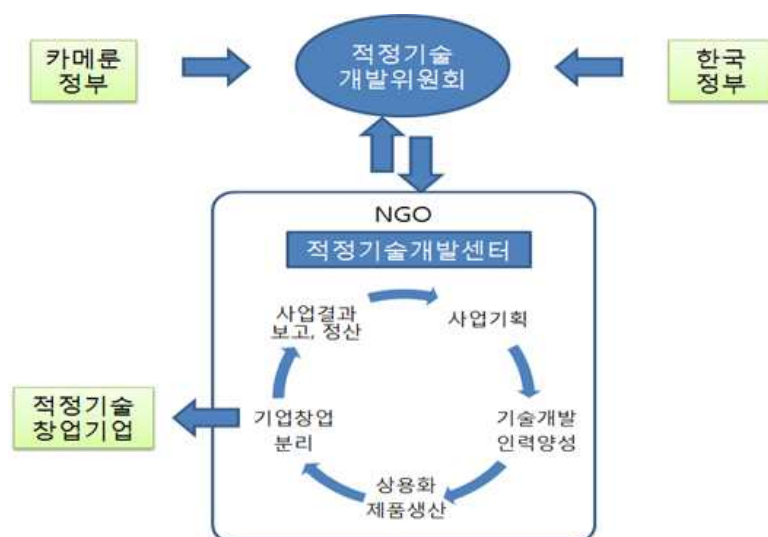 카메룬
정부
적정기술
개발위원회
한국
정부
NGO
적정기술개발센터
사업결과
보고, 정산
사업기획
적정기술
창업기업
기업창업
분리
기술개발
인력양성
상용화
제품생산